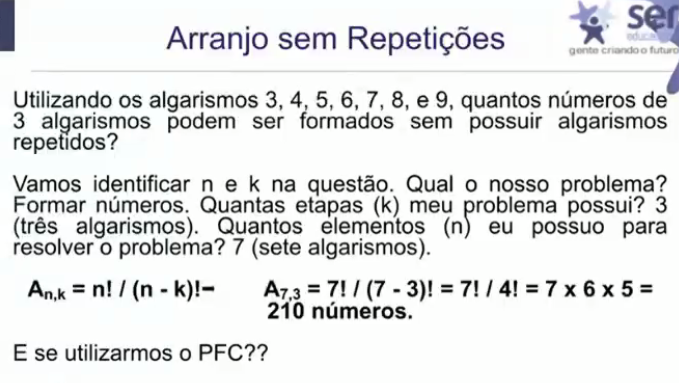 Arranjo sem Repetições
ser
educacional
gente criando o futuro
Utilizando os algarismos 3, 4, 5, 6, 7, 8, e 9, quantos números de
3 algarismos podem ser formados sem possuir algarismos
repetidos?
Vamos identificar n e k na questão. Qual o nosso problema?
Formar números. Quantas etapas (k) meu problema possui? 3
(três algarismos). Quantos elementos (n) eu possuo para
resolver o problema? 7 (sete algarismos).
An,k = n! / (n - k)!– A7,3 = 7! / (7 - 3)! = 7! / 4! = 7 x 6 x 5 =
210 números.
E se utilizarmos o PFC??